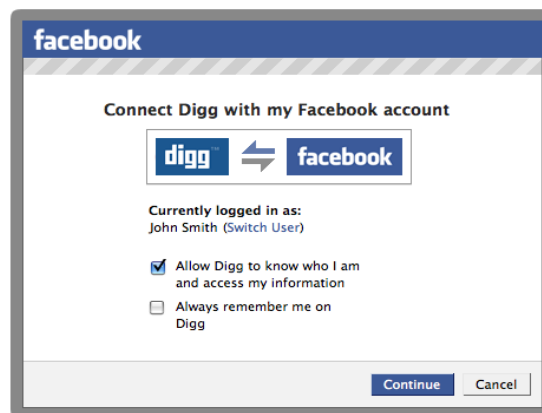 facebook
Connect Digg with my Facebook account
digg™ facebook
Currently logged in as:
John Smith (Switch User)
Allow Digg to know who I am
and access my information
Always remember me on
Digg
Continue Cancel